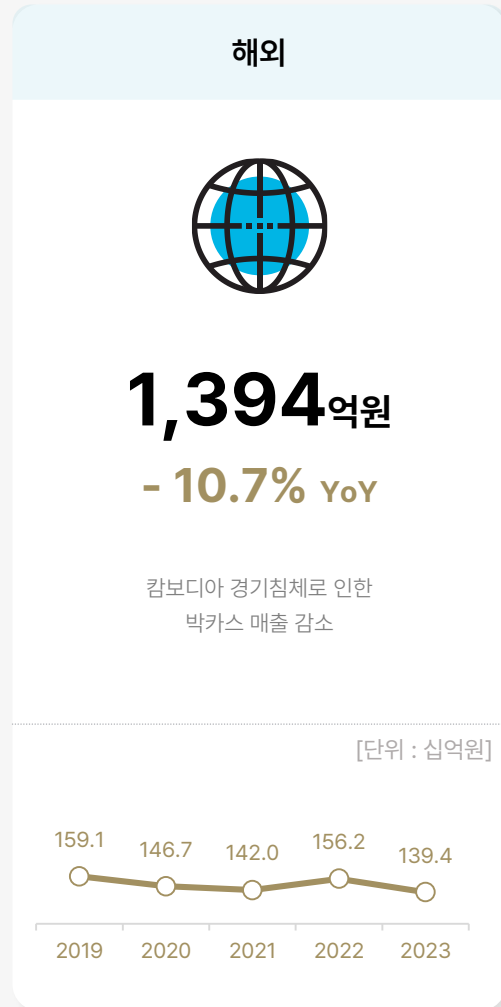 해외
1,394억원
- 10.7% YoY
캄보디아 경기침체로 인한
박카스 매출 감소
[단위 : 십억원]
159.1 146.7 142.0 156.2 139.4
2019 2020 2021 2022 2023